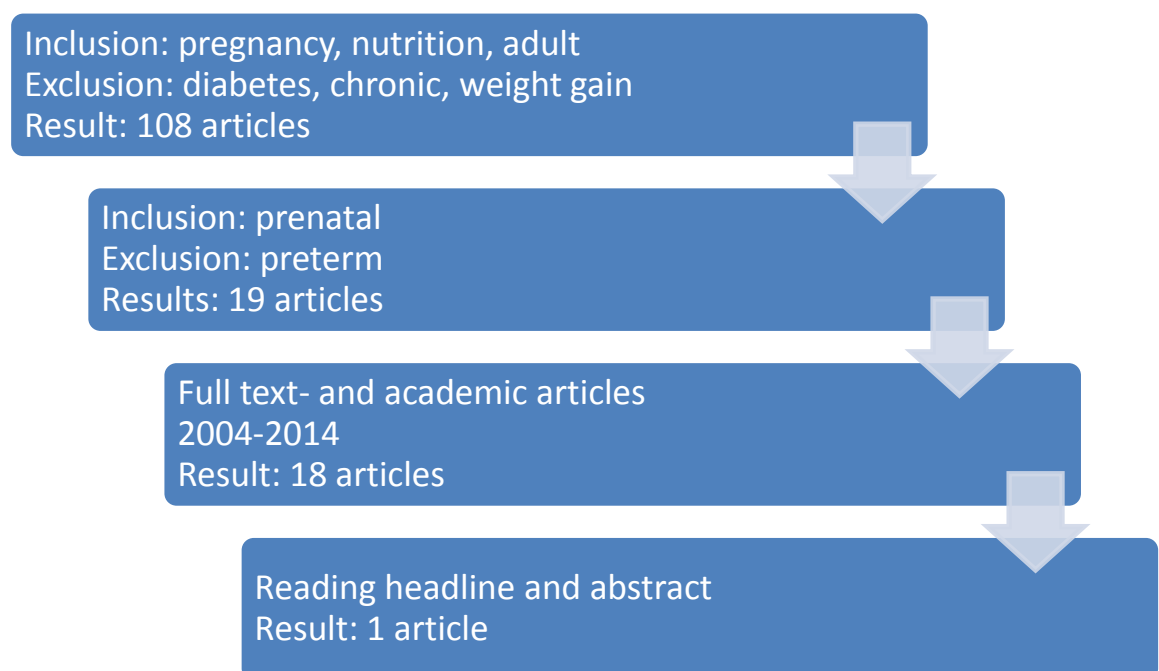 Inclusion: pregnancy, nutrition, adult
Exclusion: diabetes, chronic, weight gain
Result: 108 articles
Inclusion: prenatal
Exclusion: preterm
Results: 19 articles
Full text- and academic articles
2004-2014
Result: 18 articles
Reading headline and abstract
Result: 1 article